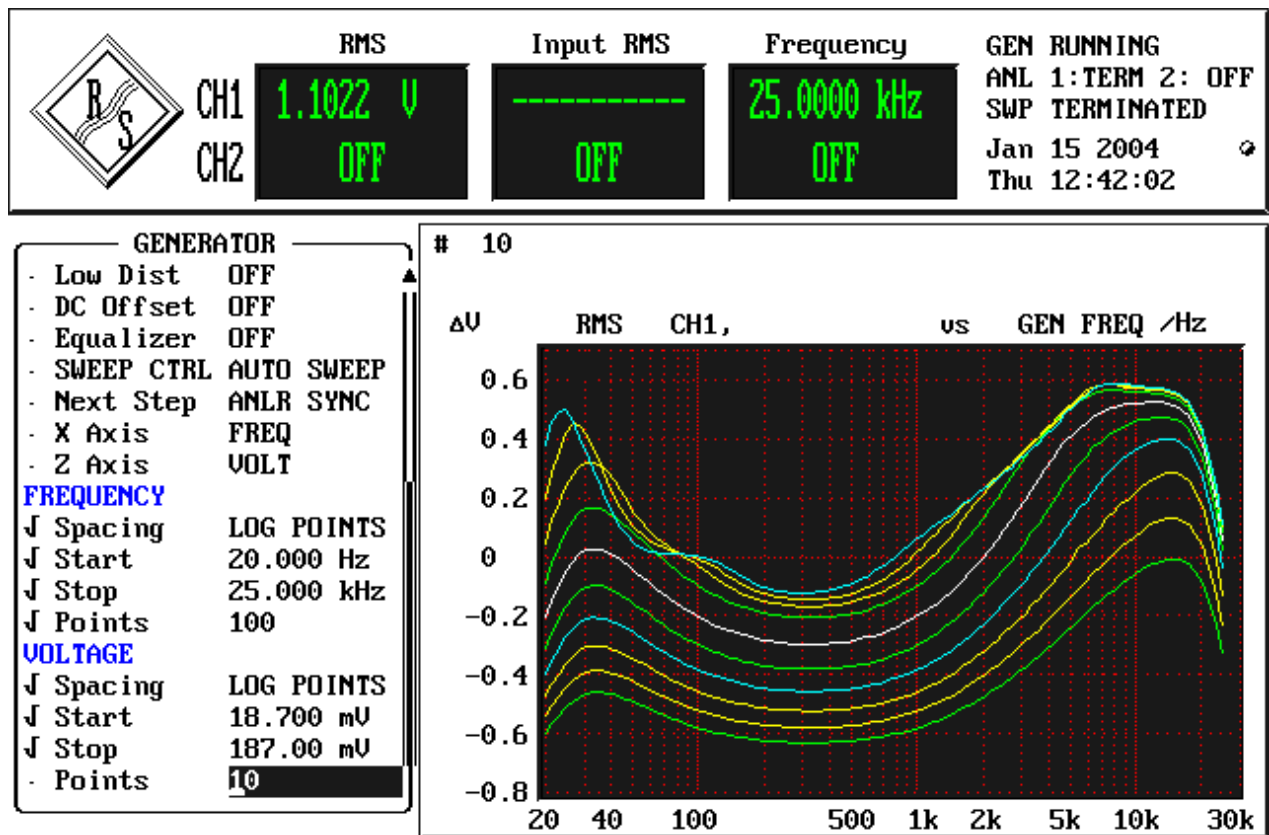 R S
RMS Input RMS Frequency
CH1 1.1022 V ----------- 25.0000 kHz
CH2 OFF OFF OFF
GEN RUNNING
ANL 1:TERM 2: OFF
SWP TERMINATED
Jan 15 2004
Thu 12:42:02
GENERATOR
· Low Dist OFF
· DC Offset OFF
· Equalizer OFF
· SWEEP CTRL AUTO SWEEP
· Next Step ANLR SYNC
· X Axis FREQ
· Z Axis VOLT
FREQUENCY
√ Spacing LOG POINTS
√ Start 20.000 Hz
√ Stop 25.000 kHz
√ Points 100
VOLTAGE
√ Spacing LOG POINTS
√ Start 18.700 mV
√ Stop 187.00 mV
· Points 10
# 10
ΔV RMS CH1, vs GEN FREQ /Hz
0.6
0.4
0.2
0
-0.2
-0.4
-0.6
-0.8
20 40 100 500 1k 2k 5k 10k 30k